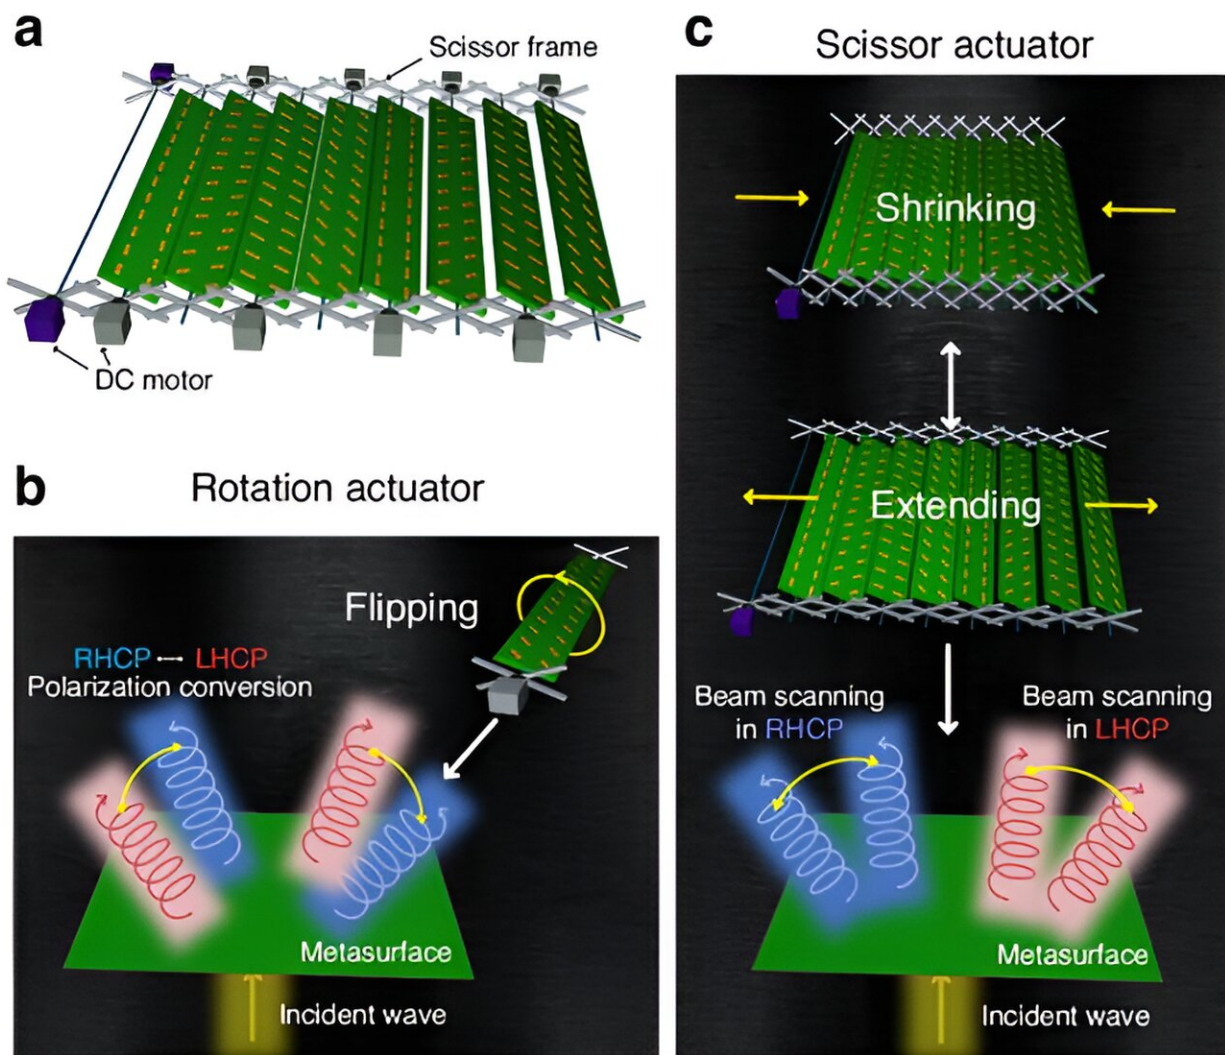 a
Scissor frame
DC motor
b
Rotation actuator
Flipping
RHCP LHCP
Polarization conversion
Metasurface
Incident wave
c
Scissor actuator
Shrinking
Extending
Beam scanning
in RHCP
Beam scanning
in LHCP
Metasurface
Incident wave